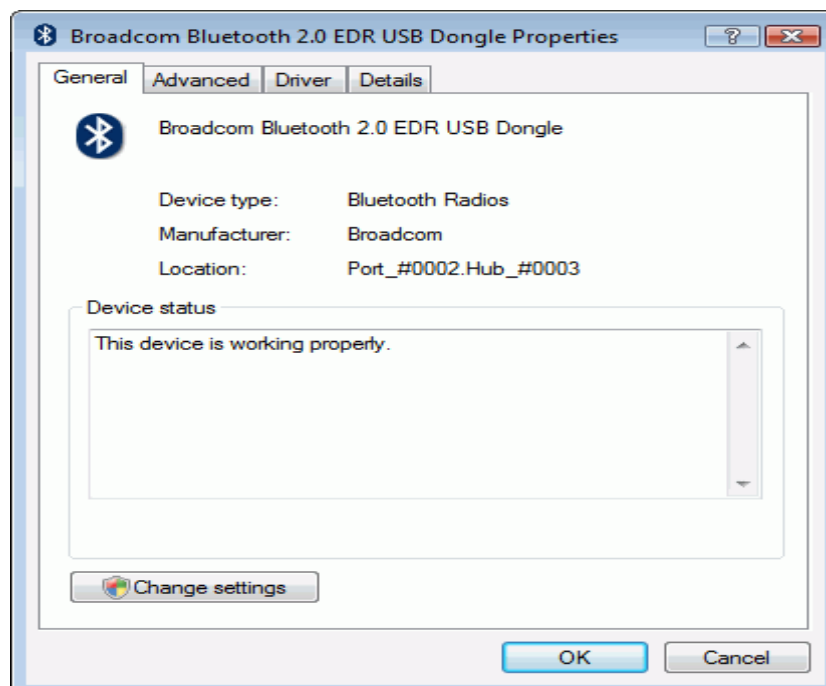 Broadcom Bluetooth 2.0 EDR USB Dongle Properties
General Advanced Driver Details
Broadcom Bluetooth 2.0 EDR USB Dongle
Device type: Bluetooth Radios
Manufacturer: Broadcom
Location: Port_#0002.Hub_#0003
Device status
This device is working properly.
Change settings
OK Cancel